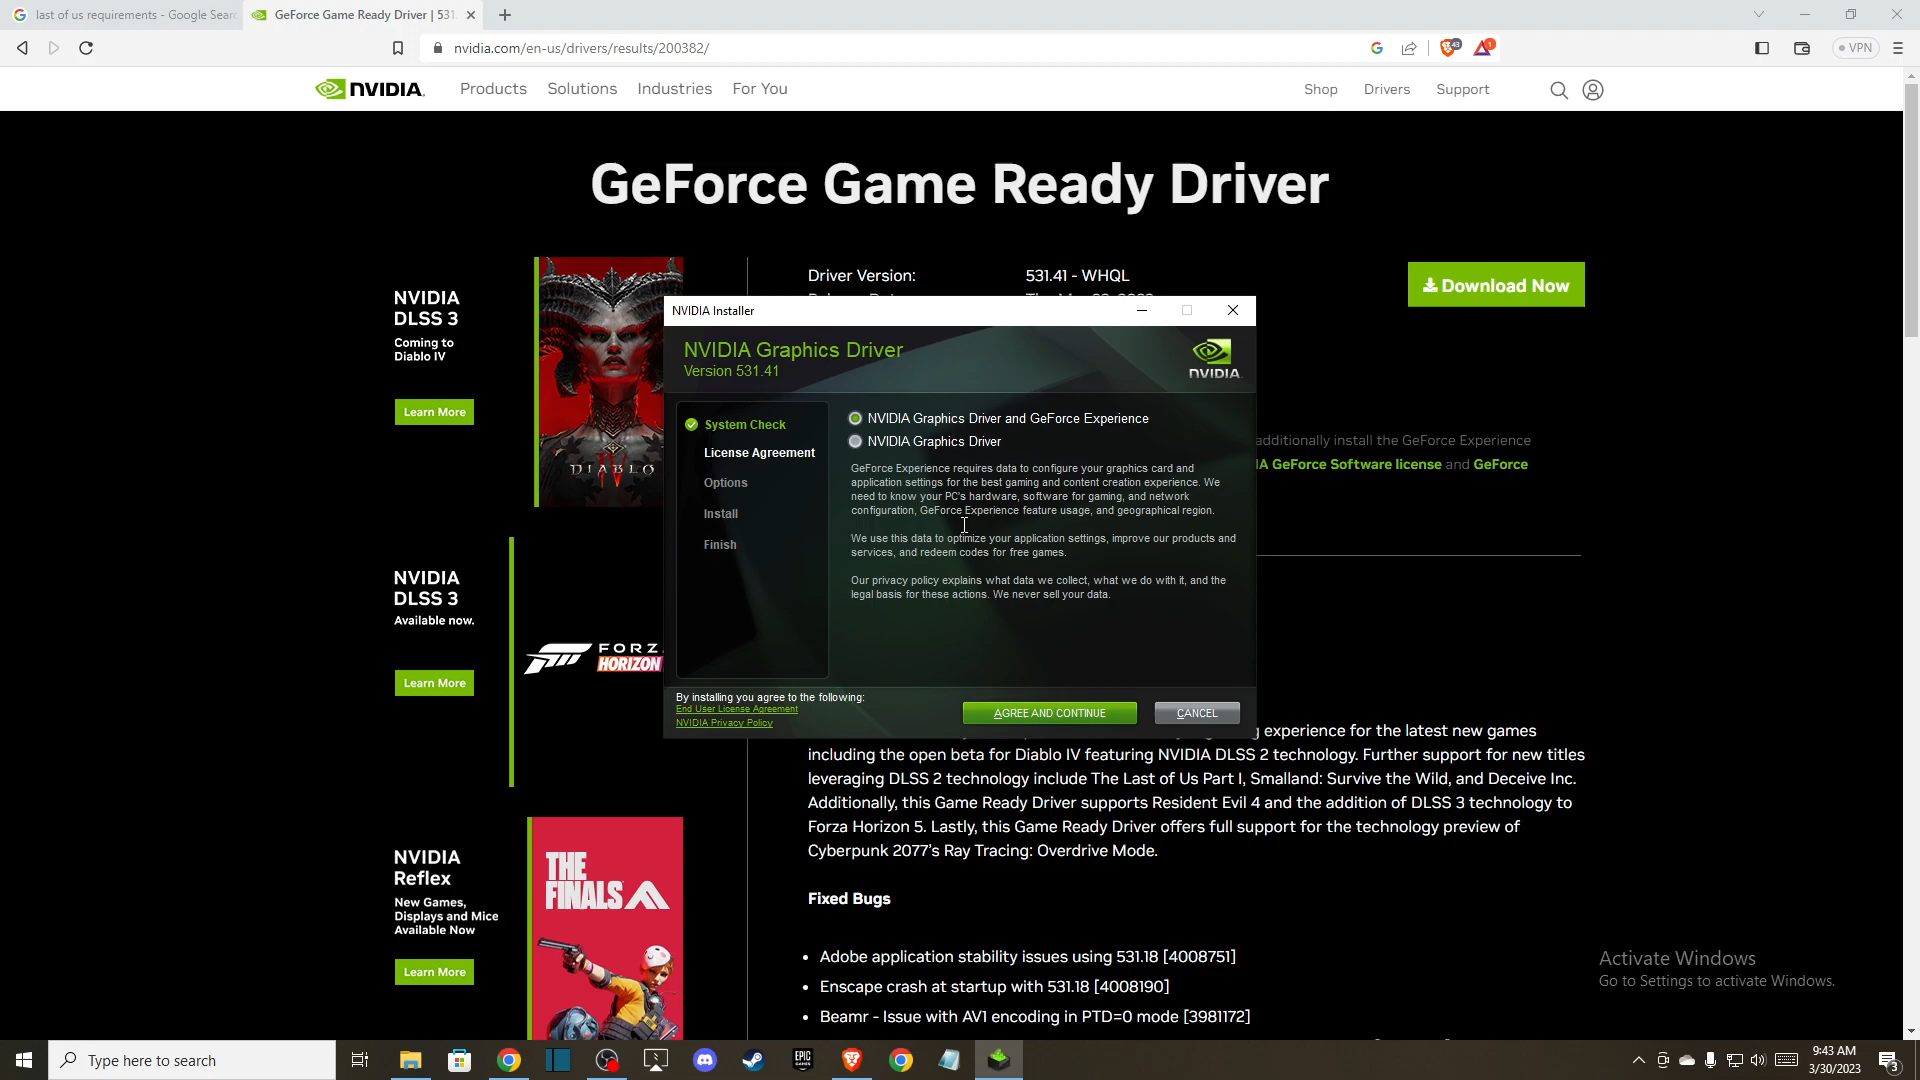 last of us requirements - Google Sear
GeForce Game Ready Driver | 531.
nvidia.com/en-us/drivers/results/200382/
43
1
VPN
NVIDIA.
Products
Solutions
Industries
For You
Shop
Drivers
Support
GeForce Game Ready Driver
NVIDIA
DLSS 3
Coming to
Diablo IV
Learn More
DIABLO
IV
Driver Version:
531.41 - WHQL
Download Now
NVIDIA Installer
NVIDIA Graphics Driver
Version 531.41
NVIDIA.
System Check
License Agreement
Options
Install
Finish
NVIDIA Graphics Driver and GeForce Experience
NVIDIA Graphics Driver
GeForce Experience requires data to configure your graphics card and
application settings for the best gaming and content creation experience. We
need to know your PC's hardware, software for gaming, and network
configuration, GeForce Experience feature usage, and geographical region.
We use this data to optimize your application settings, improve our products and
services, and redeem codes for free games.
Our privacy policy explains what data we collect, what we do with it, and the
legal basis for these actions. We never sell your data.
By installing you agree to the following:
End User License Agreement
NVIDIA Privacy Policy
AGREE AND CONTINUE
CANCEL
additionally install the GeForce Experience
IA GeForce Software license and GeForce
NVIDIA
DLSS 3
Available now.
Learn More
FORZ
HORIZON
g experience for the latest new games
including the open beta for Diablo IV featuring NVIDIA DLSS 2 technology. Further support for new titles
leveraging DLSS 2 technology include The Last of Us Part I, Smalland: Survive the Wild, and Deceive Inc.
Additionally, this Game Ready Driver supports Resident Evil 4 and the addition of DLSS 3 technology to
Forza Horizon 5. Lastly, this Game Ready Driver offers full support for the technology preview of
Cyberpunk 2077's Ray Tracing: Overdrive Mode.
NVIDIA
Reflex
New Games,
Displays and Mice
Available Now
Learn More
THE
FINALS
Fixed Bugs
• Adobe application stability issues using 531.18 [4008751]
• Enscape crash at startup with 531.18 [4008190]
• Beamr - Issue with AV1 encoding in PTD=0 mode [3981172]
Activate Windows
Go to Settings to activate Windows.
Type here to search
EPIC
GAMES
9:43 AM
3/30/2023
3